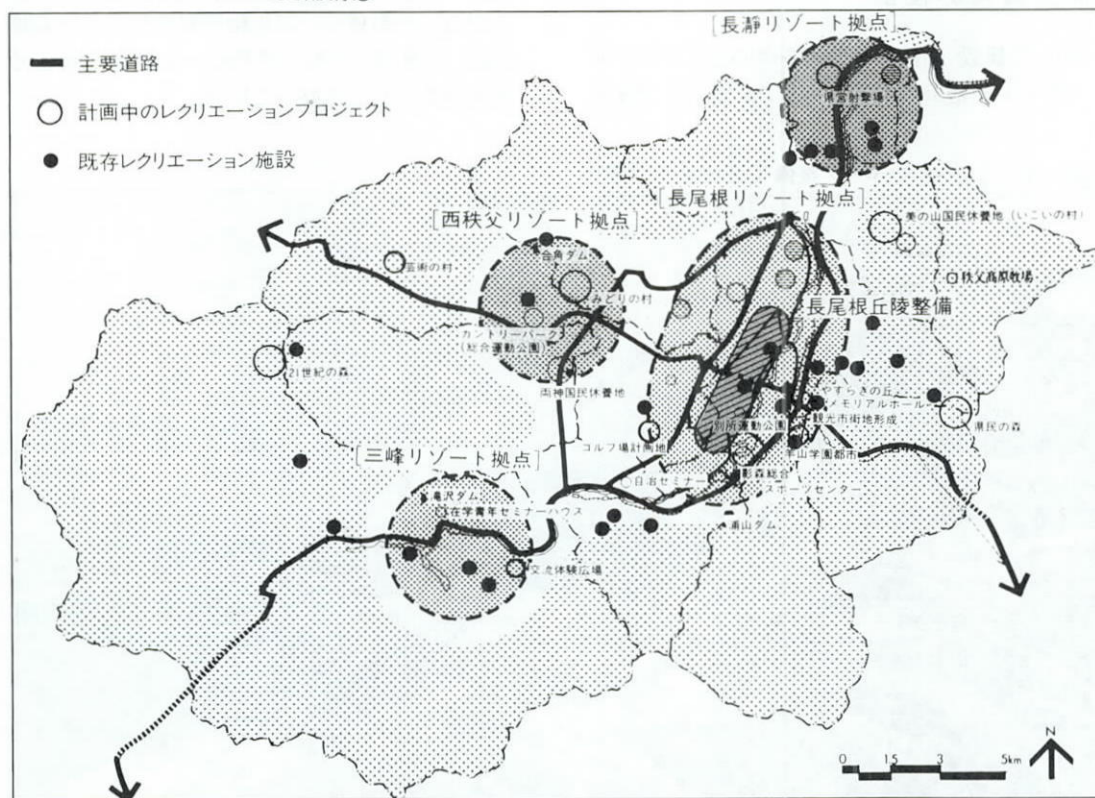 主要道路
計画中のレクリエーションプロジェクト
既存レクリエーション施設
[長瀞リゾート拠点]
県営射撃場
[長尾根リゾート拠点]
美の山国民休養地(いこいの村)
秩父高原牧場
[西秩父リゾート拠点]
合角ダム
みどりの村
カントリーパーク
(総合運動公園)
両神国民休養地
芸術の村
21世紀の森
長尾根丘陵整備
やすらぎの丘
メモリアルホール
観光市街地形成
県民の森
別所運動公園
羊山学園都市
ゴルフ場計画地
影森総合
スポーツセンター
[三峰リゾート拠点]
滝沢ダム
在学青年セミナーハウス
交流体験広場
浦山ダム
0 1.5 3 5km
N